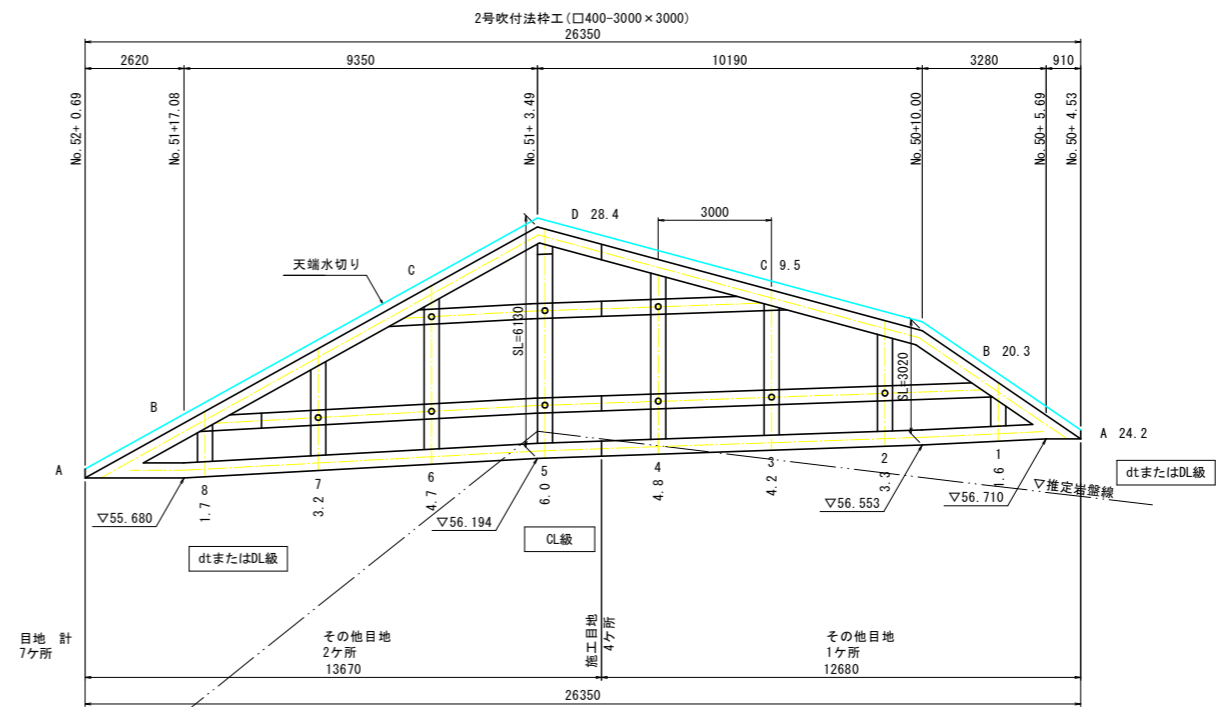 2号吹付法枠工(□400-3000×3000)
26350
2620
9350
10190
3280
910
No.52+ 0.69
No.51+17.08
No.51+ 3.49
No.50+10.00
No.50+ 5.69
No.50+ 4.53
D 28.4
3000
天端水切り
C
C 9.5
SL=6130
SL=3020
B
B 20.3
A
A 24.2
8
7
6
5
4
3
2
1
1.7
3.2
4.7
6.0
4.8
4.2
3.3
1.6
▽55.680
▽56.194
▽56.553
▽56.710
▽推定岩盤線
dtまたはDL級
CL級
dtまたはDL級
目地 計
7ケ所
その他目地
2ケ所
13670
施工目地
4ケ所
その他目地
1ケ所
12680
26350